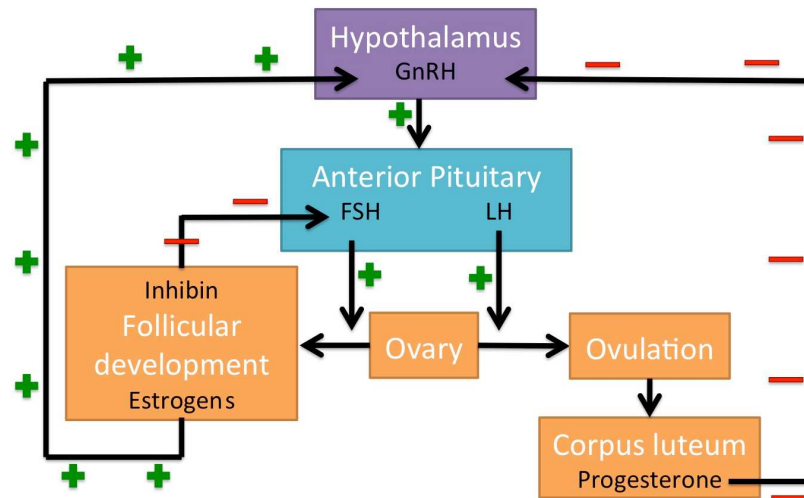 Hypothalamus
GnRH
Anterior Pituitary
FSH LH
Inhibin
Follicular
development
Estrogens
Ovary
Ovulation
Corpus luteum
Progesterone